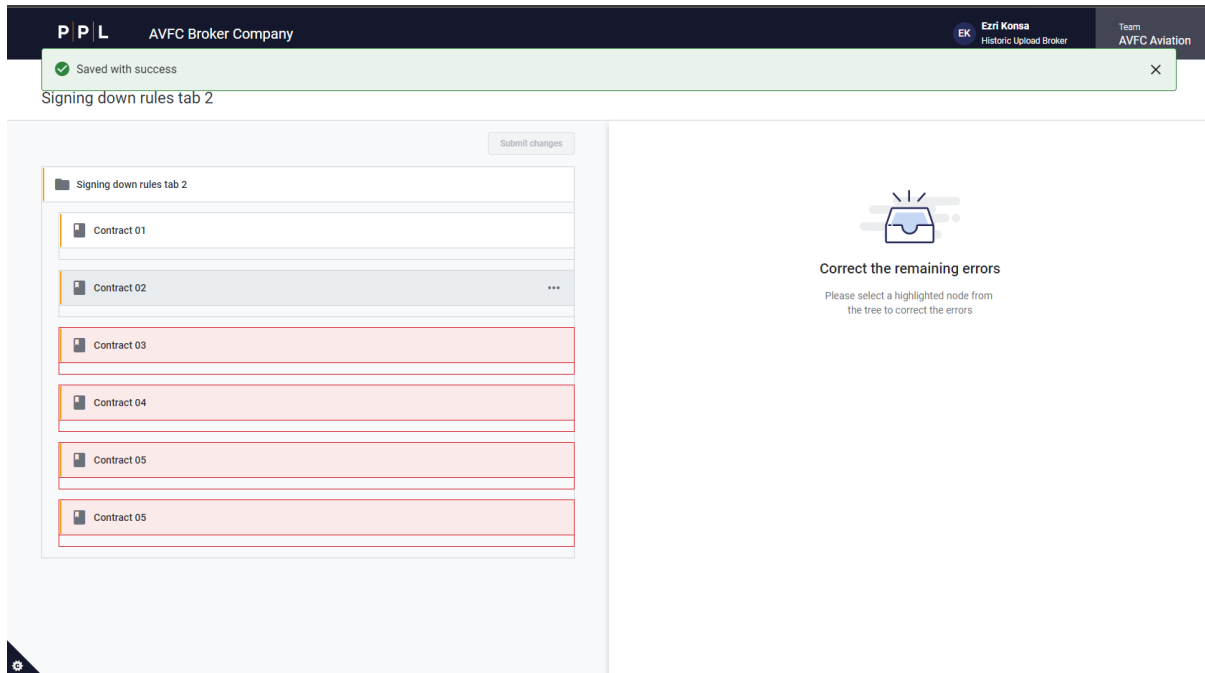 P|P|L AVFC Broker Company
EK
Ezri Konsa
Historic Upload Broker
Team
AVFC Aviation
Saved with success
Signing down rules tab 2
Submit changes
Signing down rules tab 2
Contract 01
Contract 02
Contract 03
Contract 04
Contract 05
Contract 05
Correct the remaining errors
Please select a highlighted node from
the tree to correct the errors